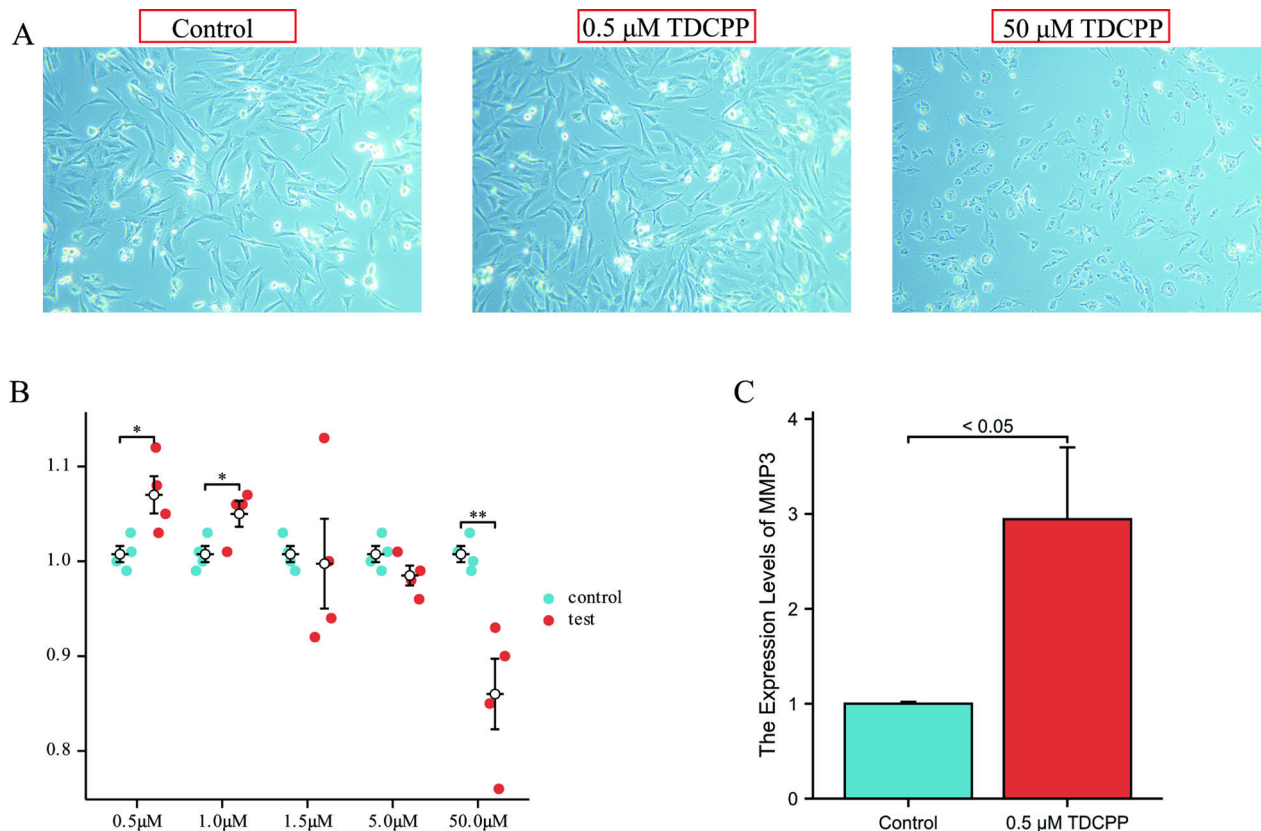 A
Control
0.5 μM TDCPP
50 μM TDCPP
B
1.1
1.0
0.9
0.8
*
*
**
control
test
0.5μM
1.0μM
1.5μM
5.0μM
50.0μM
C
The Expression Levels of MMP3
4
3
2
1
0
< 0.05
Control
0.5 μM TDCPP